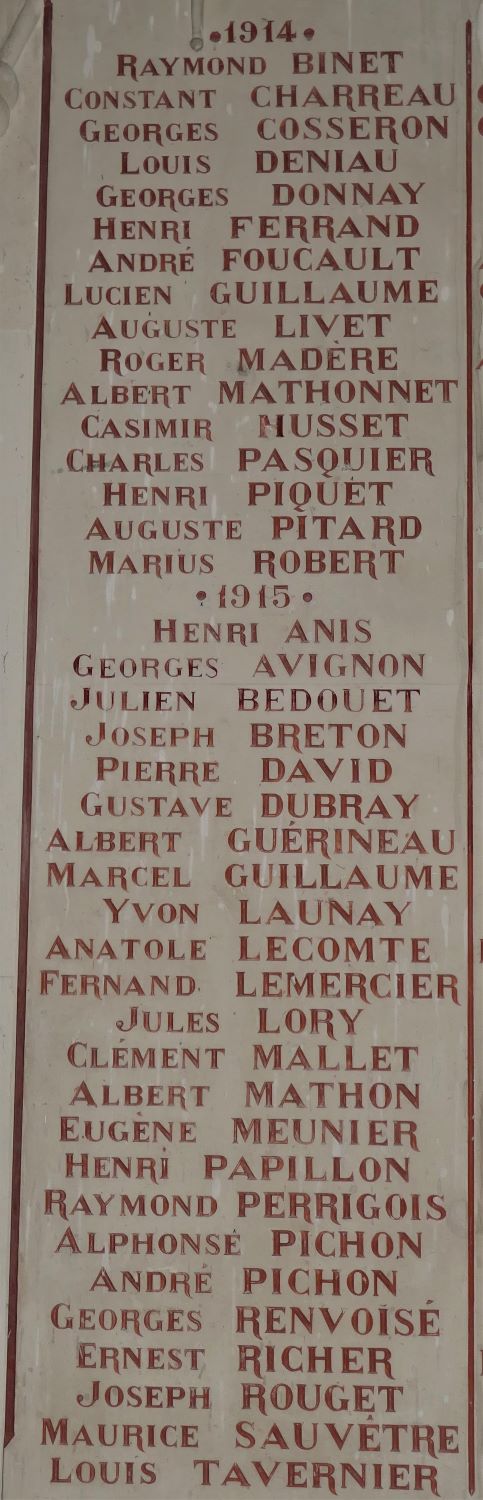 •1914•
RAYMOND BINET
CONSTANT CHARREAU
GEORGES COSSERON
LOUIS DENIAU
GEORGES DONNAY
HENRI FERRAND
ANDRÉ FOUCAULT
LUCIEN GUILLAUME
AUGUSTE LIVET
ROGER MADÈRE
ALBERT MATHONNET
CASIMIR MUSSET
CHARLES PASQUIER
HENRI PIQUET
AUGUSTE PITARD
MARIUS ROBERT
•1915•
HENRI ANIS
GEORGES AVIGNON
JULIEN BEDOUET
JOSEPH BRETON
PIERRE DAVID
GUSTAVE DUBRAY
ALBERT GUÉRINEAU
MARCEL GUILLAUME
YVON LAUNAY
ANATOLE LECOMTE
FERNAND LEMERCIER
JULES LORY
CLÉMENT MALLET
ALBERT MATHON
EUGÈNE MEUNIER
HENRI PAPILLON
RAYMOND PERRIGOIS
ALPHONSE PICHON
ANDRÉ PICHON
GEORGES RENVOISÉ
ERNEST RICHER
JOSEPH ROUGET
MAURICE SAUVÊTRE
LOUIS TAVERNIER